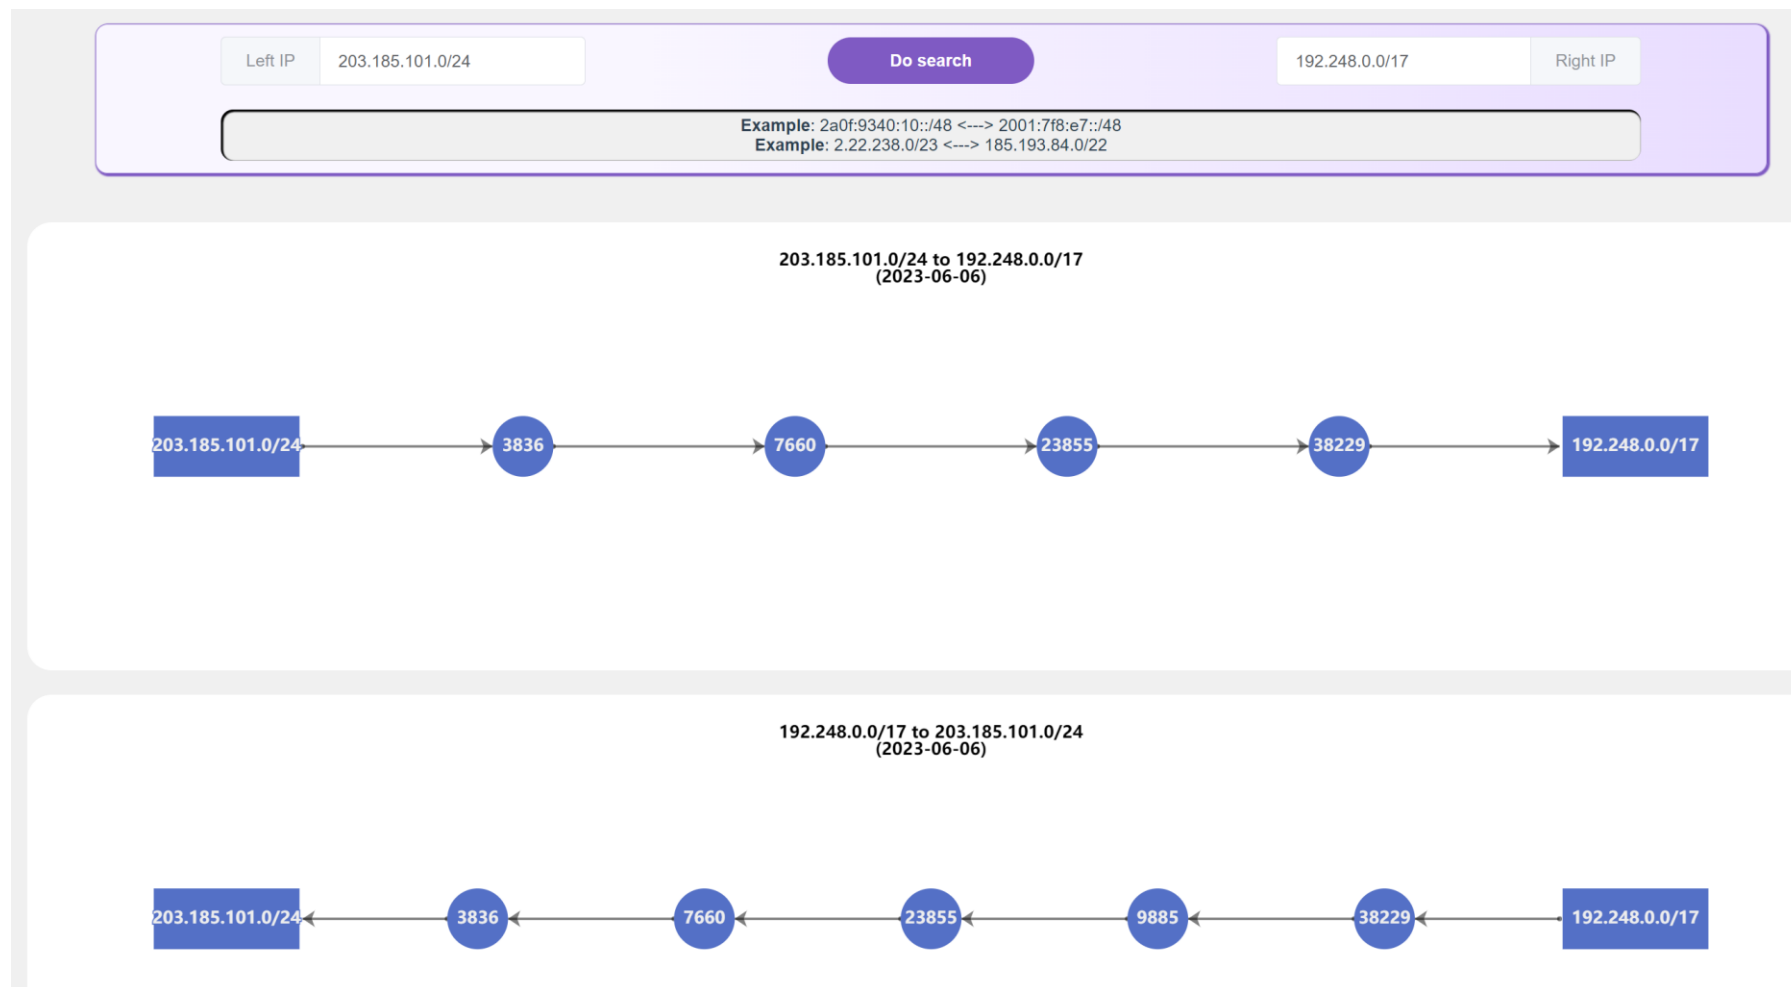 Left IP 203.185.101.0/24 Do search 192.248.0.0/17 Right IP
Example: 2a0f:9340:10::/48 <---> 2001:7f8:e7::/48
Example: 2.22.238.0/23 <---> 185.193.84.0/22
203.185.101.0/24 to 192.248.0.0/17
(2023-06-06)
203.185.101.0/24 3836 7660 23855 38229 192.248.0.0/17
192.248.0.0/17 to 203.185.101.0/24
(2023-06-06)
203.185.101.0/24 3836 7660 23855 9885 38229 192.248.0.0/17